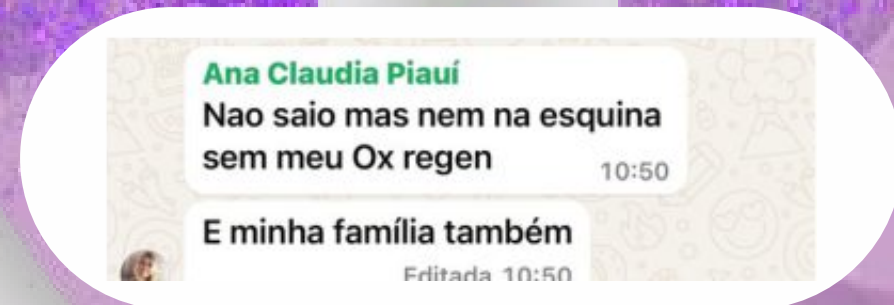 Ana Claudia Piauí
Nao saio mas nem na esquina
sem meu Ox regen
10:50
E minha família também
Editada 10:50